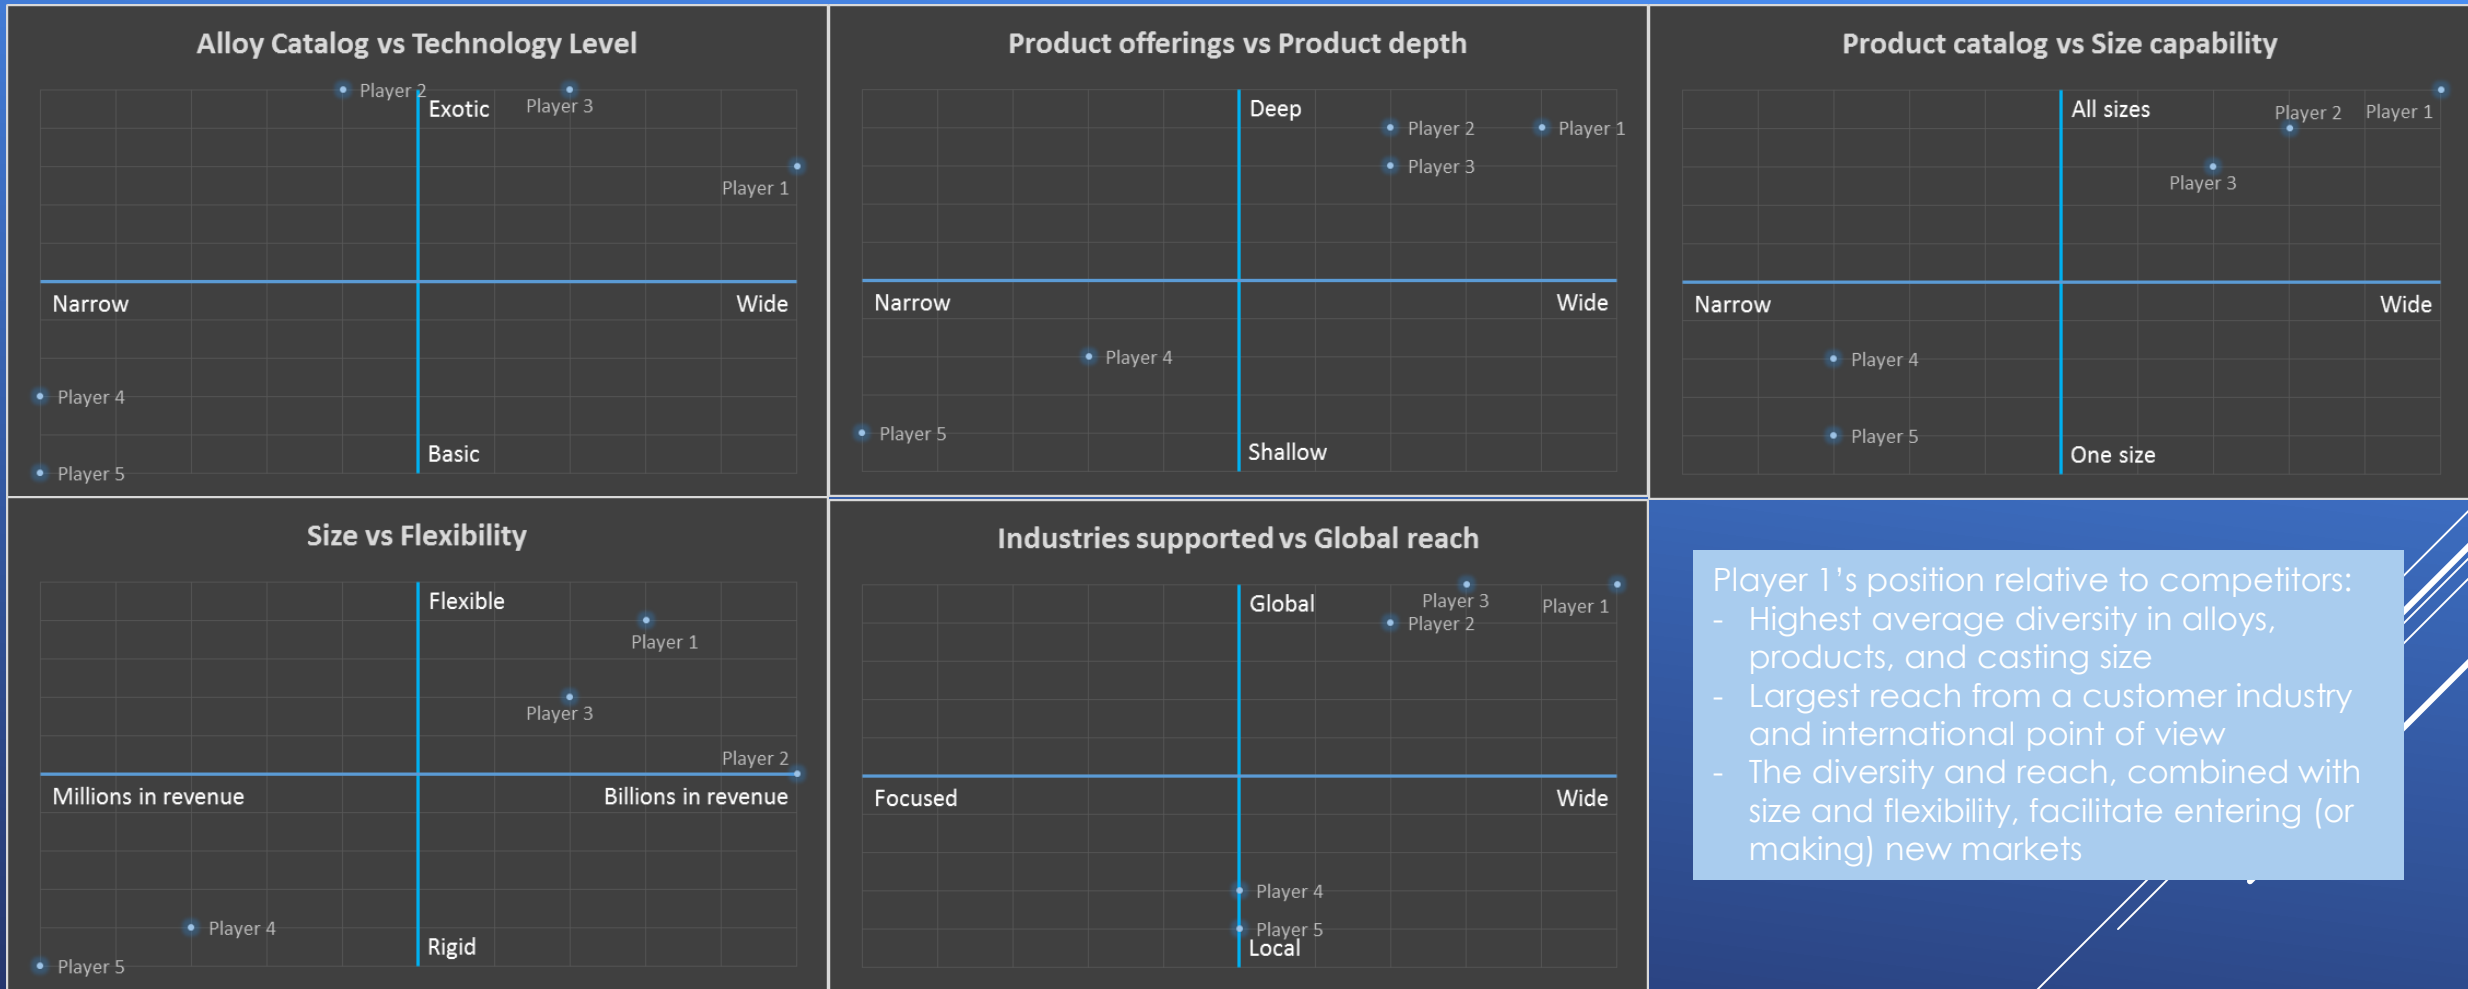 Alloy Catalog vs Technology Level
Player 2
Exotic
Player 3
Player 1
Narrow
Wide
Player 4
Basic
Player 5
Product offerings vs Product depth
Deep
Player 2
Player 1
Player 3
Narrow
Wide
Player 4
Player 5
Shallow
Product catalog vs Size capability
All sizes
Player 2
Player 1
Player 3
Narrow
Wide
Player 4
Player 5
One size
Size vs Flexibility
Flexible
Player 1
Player 3
Player 2
Millions in revenue
Billions in revenue
Player 4
Rigid
Player 5
Industries supported vs Global reach
Global
Player 3
Player 1
Player 2
Focused
Wide
Player 4
Player 5
Local
Player 1’s position relative to competitors:
- Highest average diversity in alloys,
products, and casting size
- Largest reach from a customer industry
and international point of view
- The diversity and reach, combined with
size and flexibility, facilitate entering (or
making) new markets